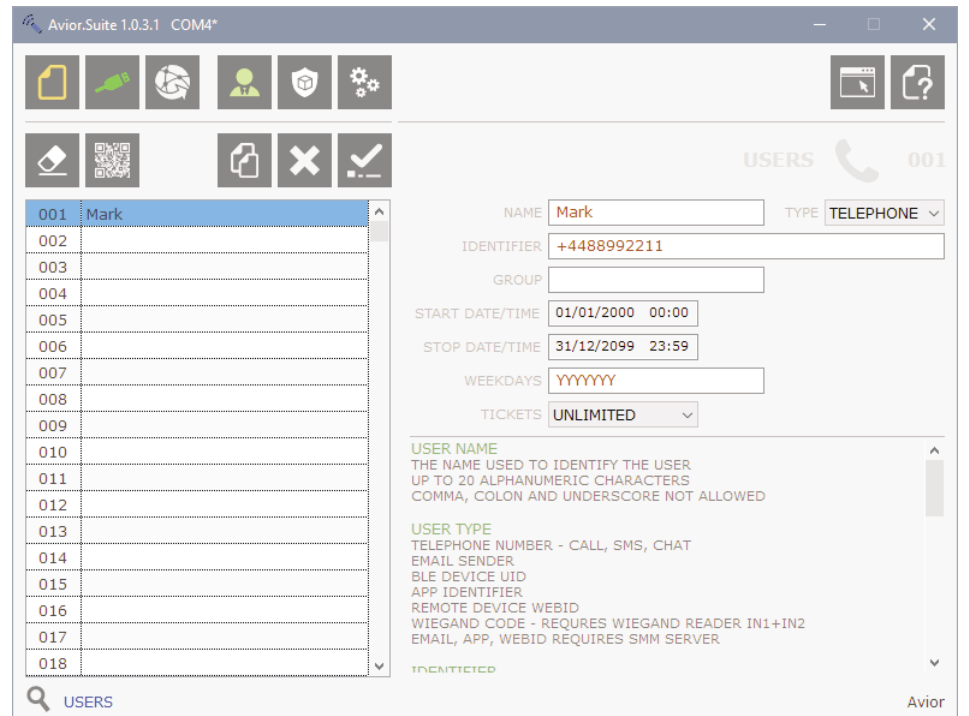 Avior.Suite 1.0.3.1 COM4*
USERS 001
001 Mark
002
003
004
005
006
007
008
009
010
011
012
013
014
015
016
017
018
NAME Mark TYPE TELEPHONE
IDENTIFIER +4488992211
GROUP
START DATE/TIME 01/01/2000 00:00
STOP DATE/TIME 31/12/2099 23:59
WEEKDAYS YYYYYYY
TICKETS UNLIMITED
USER NAME
THE NAME USED TO IDENTIFY THE USER
UP TO 20 ALPHANUMERIC CHARACTERS
COMMA, COLON AND UNDERSCORE NOT ALLOWED
USER TYPE
TELEPHONE NUMBER - CALL, SMS, CHAT
EMAIL SENDER
BLE DEVICE UID
APP IDENTIFIER
REMOTE DEVICE WEBID
WIEGAND CODE - REQURES WIEGAND READER IN1+IN2
EMAIL, APP, WEBID REQUIRES SMM SERVER
IDENTIFIER
USERS
Avior